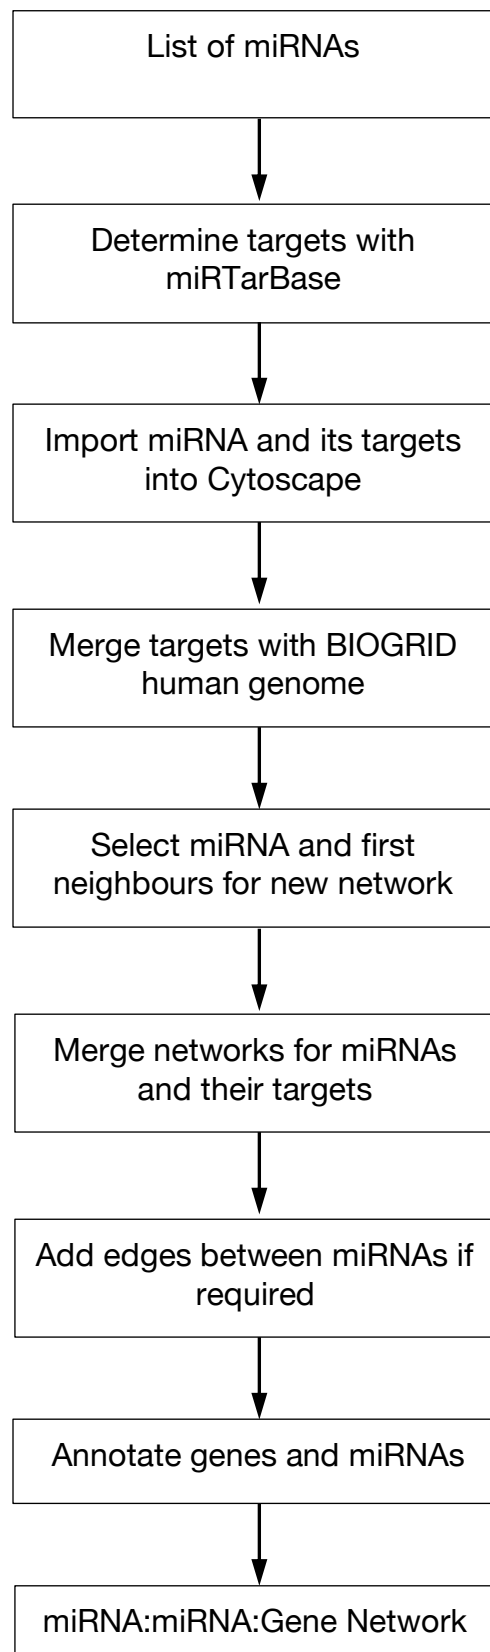 List of miRNAs
Determine targets with
miRTarBase
Import miRNA and its targets
into Cytoscape
Merge targets with BIOGRID
human genome
Select miRNA and first
neighbours for new network
Merge networks for miRNAs
and their targets
Add edges between miRNAs if
required
Annotate genes and miRNAs
miRNA:miRNA:Gene Network